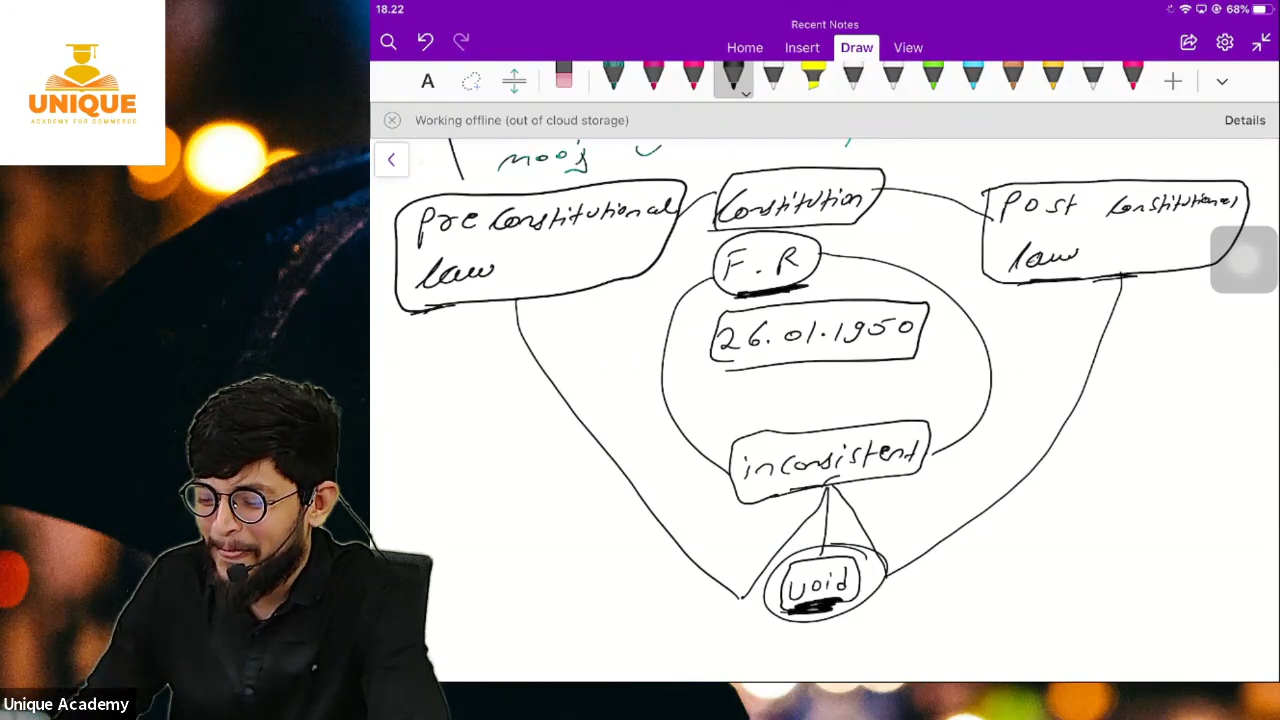 18.22
68%
Recent Notes
Home Insert Draw View
A
Working offline (out of cloud storage)
Details
UNIQUE
ACADEMY FOR COMMERCE
Pre Constitutional
law
Constitution
Post Constitutional
law
F.R
26.01.1950
inconsistent
void
Unique Academy